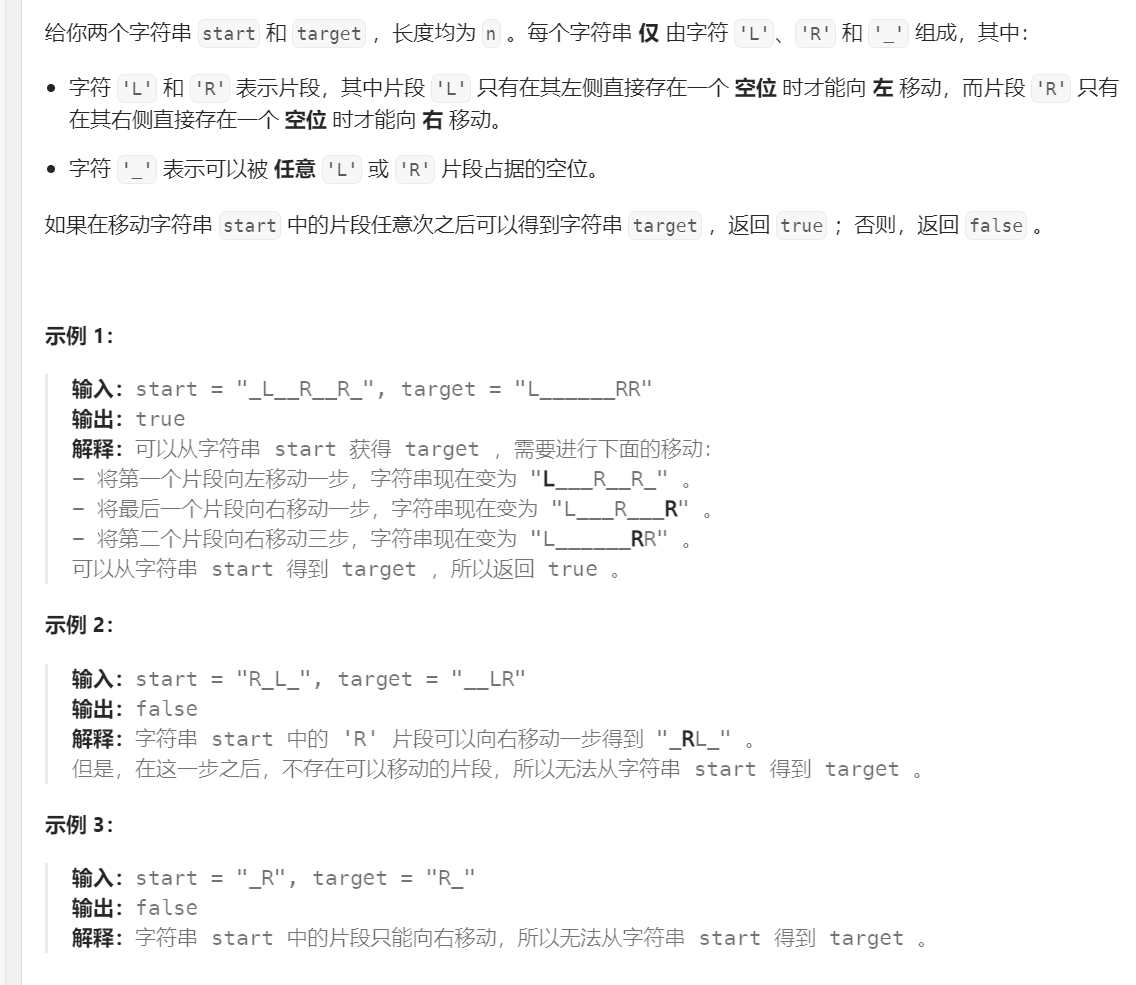 给你两个字符串 start 和 target ，长度均为 n 。每个字符串 仅 由字符 'L'、'R' 和 '_' 组成，其中：
• 字符 'L' 和 'R' 表示片段，其中片段 'L' 只有在其左侧直接存在一个 空位 时才能向 左 移动，而片段 'R' 只有
在其右侧直接存在一个 空位 时才能向 右 移动。
• 字符 '_' 表示可以被 任意 'L' 或 'R' 片段占据的空位。
如果在移动字符串 start 中的片段任意次之后可以得到字符串 target ，返回 true ；否则，返回 false 。
示例 1：
输入：start = "_L__R__R_", target = "L______RR"
输出：true
解释：可以从字符串 start 获得 target ，需要进行下面的移动：
- 将第一个片段向左移动一步，字符串现在变为 "L___R__R_" 。
- 将最后一个片段向右移动一步，字符串现在变为 "L___R___R" 。
- 将第二个片段向右移动三步，字符串现在变为 "L______RR" 。
可以从字符串 start 得到 target ，所以返回 true 。
示例 2：
输入：start = "R_L_", target = "__LR"
输出：false
解释：字符串 start 中的 'R' 片段可以向右移动一步得到 "_RL_" 。
但是，在这一步之后，不存在可以移动的片段，所以无法从字符串 start 得到 target 。
示例 3：
输入：start = "_R", target = "R_"
输出：false
解释：字符串 start 中的片段只能向右移动，所以无法从字符串 start 得到 target 。